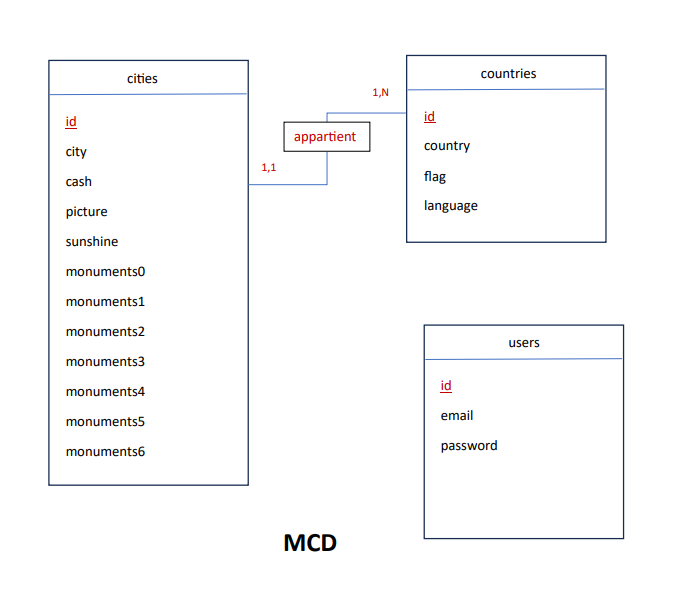 cities
id
city
cash
picture
sunshine
monuments0
monuments1
monuments2
monuments3
monuments4
monuments5
monuments6
1,1
appartient
1,N
countries
id
country
flag
language
users
id
email
password
MCD